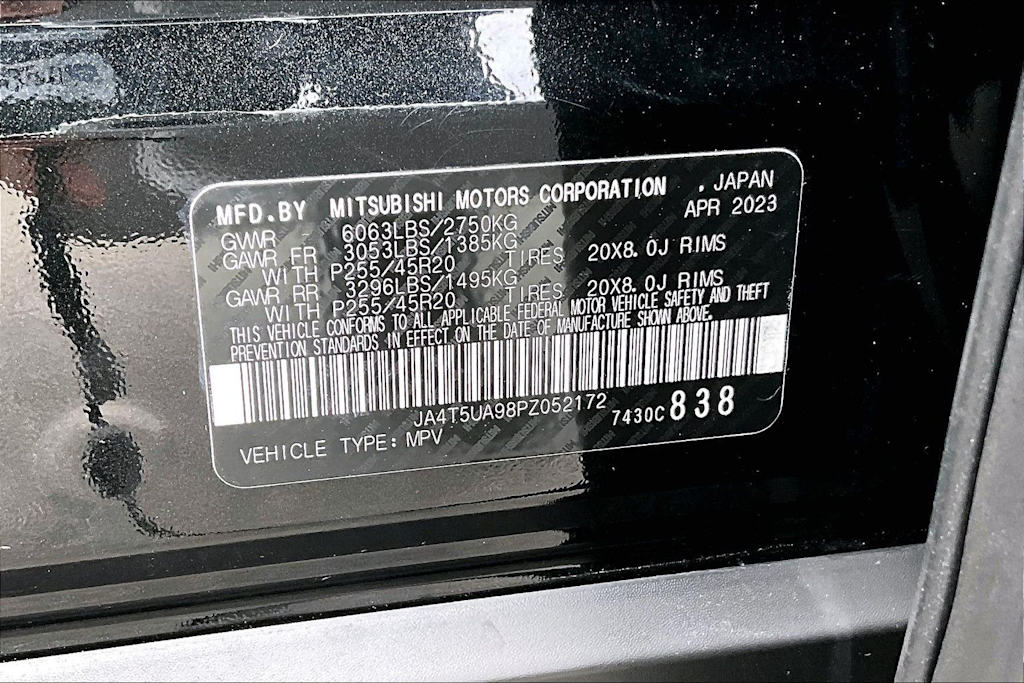 MFD.BY MITSUBISHI MOTORS CORPORATION . JAPAN
APR 2023
GWR 6063LBS/2750KG
GAWR FR 3053LBS/1385KG
WITH P255/45R20 TIRES 20X8.0J RIMS
GAWR RR 3296LBS/1495KG
WITH P255/45R20 TIRES 20X8.0J RIMS
THIS VEHICLE CONFORMS TO ALL APPLICABLE FEDERAL MOTOR VEHICLE SAFETY AND THEFT
PREVENTION STANDARDS IN EFFECT ON THE DATE OF MANUFACTURE SHOWN ABOVE.
JA4T5UA98PZ052172 7430C 838
VEHICLE TYPE: MPV